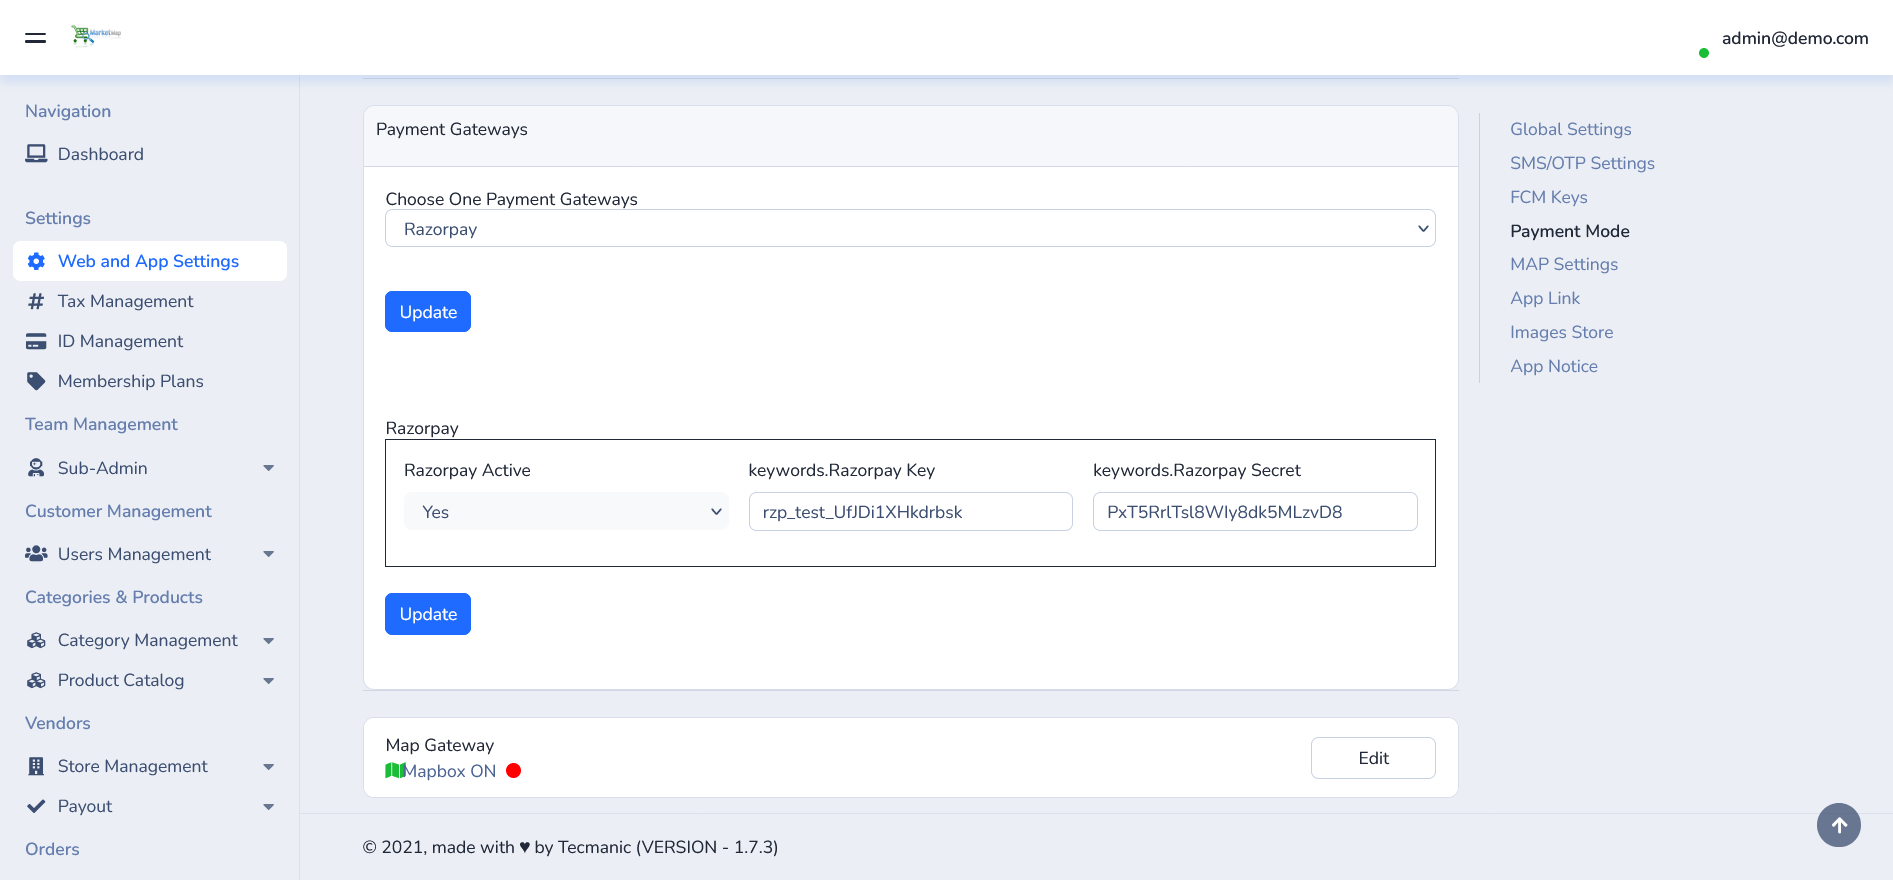 MarketMap
admin@demo.com
Navigation
Dashboard
Settings
Web and App Settings
Tax Management
ID Management
Membership Plans
Team Management
Sub-Admin
Customer Management
Users Management
Categories & Products
Category Management
Product Catalog
Vendors
Store Management
Payout
Orders
Payment Gateways
Choose One Payment Gateways
Razorpay
Update
Razorpay
Razorpay Active
keywords.Razorpay Key
keywords.Razorpay Secret
Yes
rzp_test_UfJDi1XHkdrbsk
PxT5RrlTsl8WIy8dk5MLzvD8
Update
Map Gateway
Mapbox ON
Edit
© 2021, made with ♥ by Tecmanic (VERSION - 1.7.3)
Global Settings
SMS/OTP Settings
FCM Keys
Payment Mode
MAP Settings
App Link
Images Store
App Notice